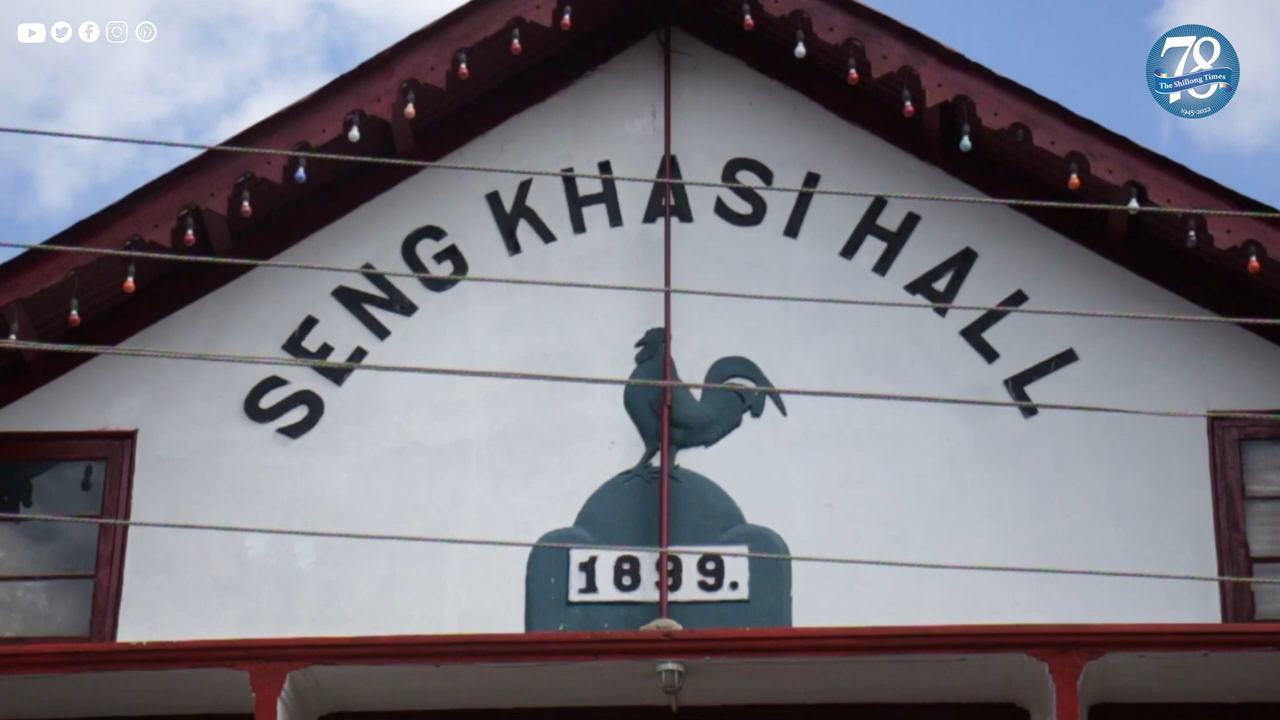 SENG KHASI HALL
1899.
78
The Shillong Times
1945-2022